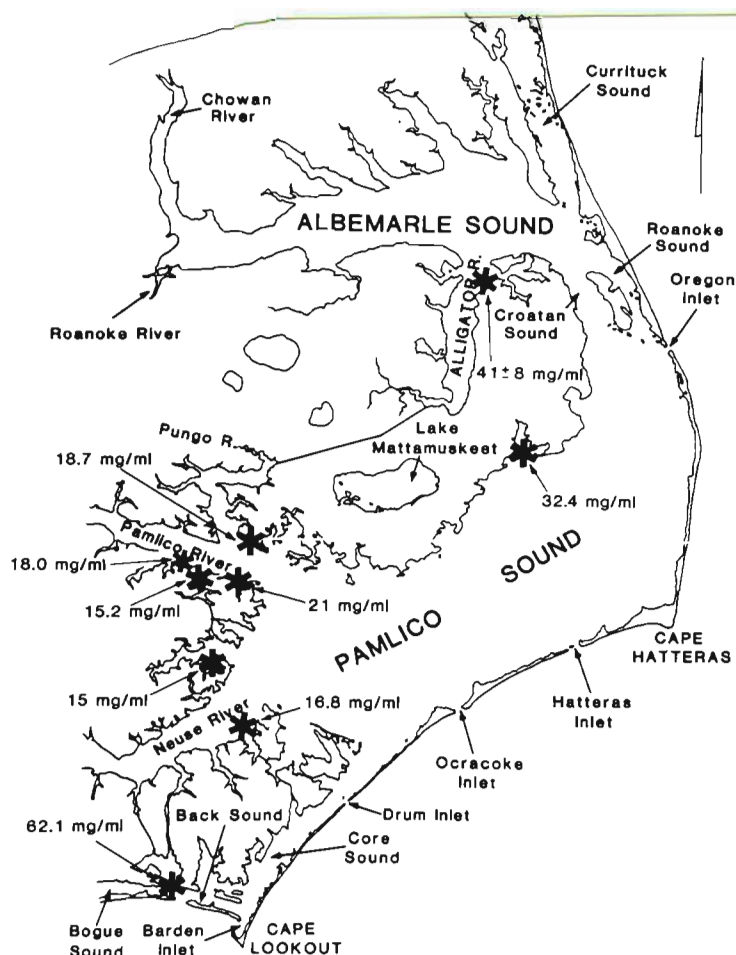 Currituck
Sound
Chowan
River
ALBEMARLE SOUND
Roanoke
Sound
Oregon
Inlet
ALLIGATOR R.
Croatan
Sound
Roanoke River
41±8 mg/ml
Pungo R.
Lake
Mattamuskeet
18.7 mg/ml
32.4 mg/ml
Pamlico River
18.0 mg/ml
15.2 mg/ml
21 mg/ml
PAMLICO SOUND
CAPE
HATTERAS
15 mg/ml
16.8 mg/ml
Hatteras
Inlet
Neuse River
Ocracoke
Inlet
Back Sound
Drum Inlet
62.1 mg/ml
Core
Sound
Bogue
Sound
Barden
Inlet
CAPE
LOOKOUT